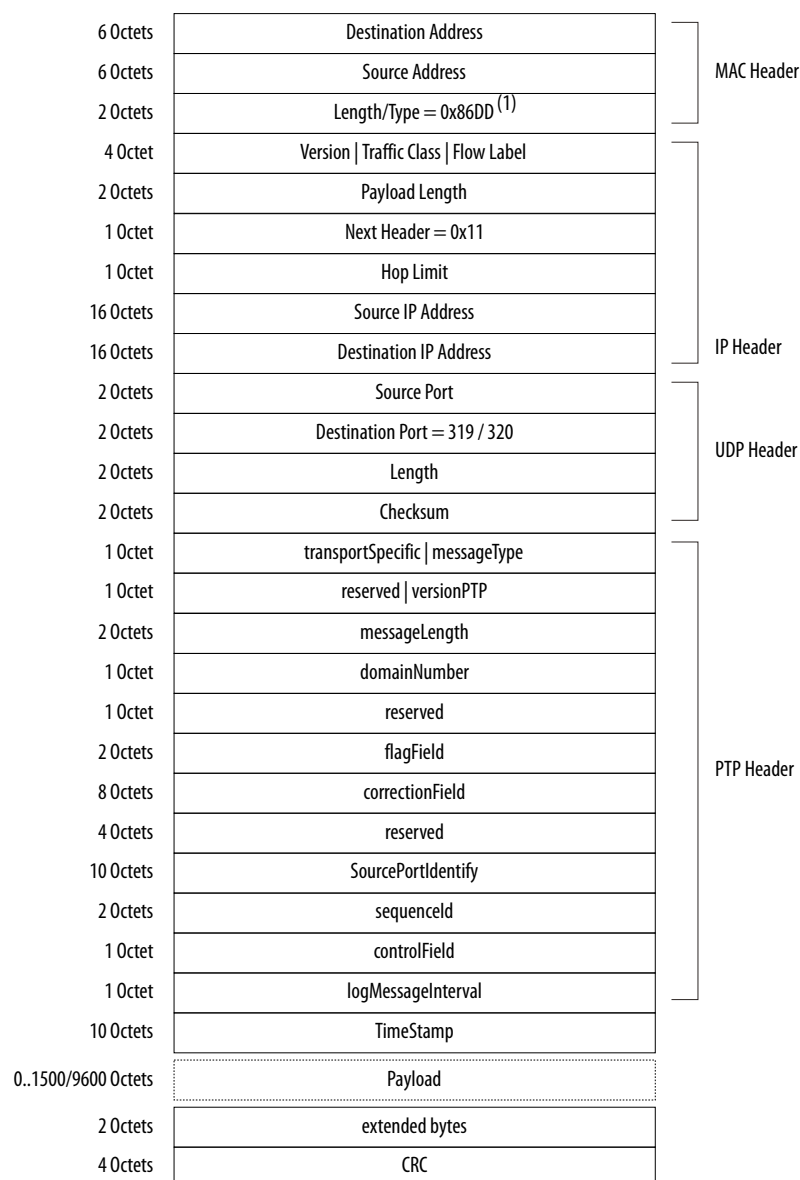 6 Octets Destination Address
6 Octets Source Address
MAC Header
2 Octets Length/Type = 0x86DD (1)
4 Octet Version | Traffic Class | Flow Label
2 Octets Payload Length
1 Octet Next Header = 0x11
1 Octet Hop Limit
16 Octets Source IP Address
16 Octets Destination IP Address
IP Header
2 Octets Source Port
2 Octets Destination Port = 319 / 320
UDP Header
2 Octets Length
2 Octets Checksum
1 Octet transportSpecific | messageType
1 Octet reserved | versionPTP
2 Octets messageLength
1 Octet domainNumber
1 Octet reserved
2 Octets flagField
PTP Header
8 Octets correctionField
4 Octets reserved
10 Octets SourcePortIdentify
2 Octets sequenceId
1 Octet controlField
1 Octet logMessageInterval
10 Octets TimeStamp
0..1500/9600 Octets Payload
2 Octets extended bytes
4 Octets CRC